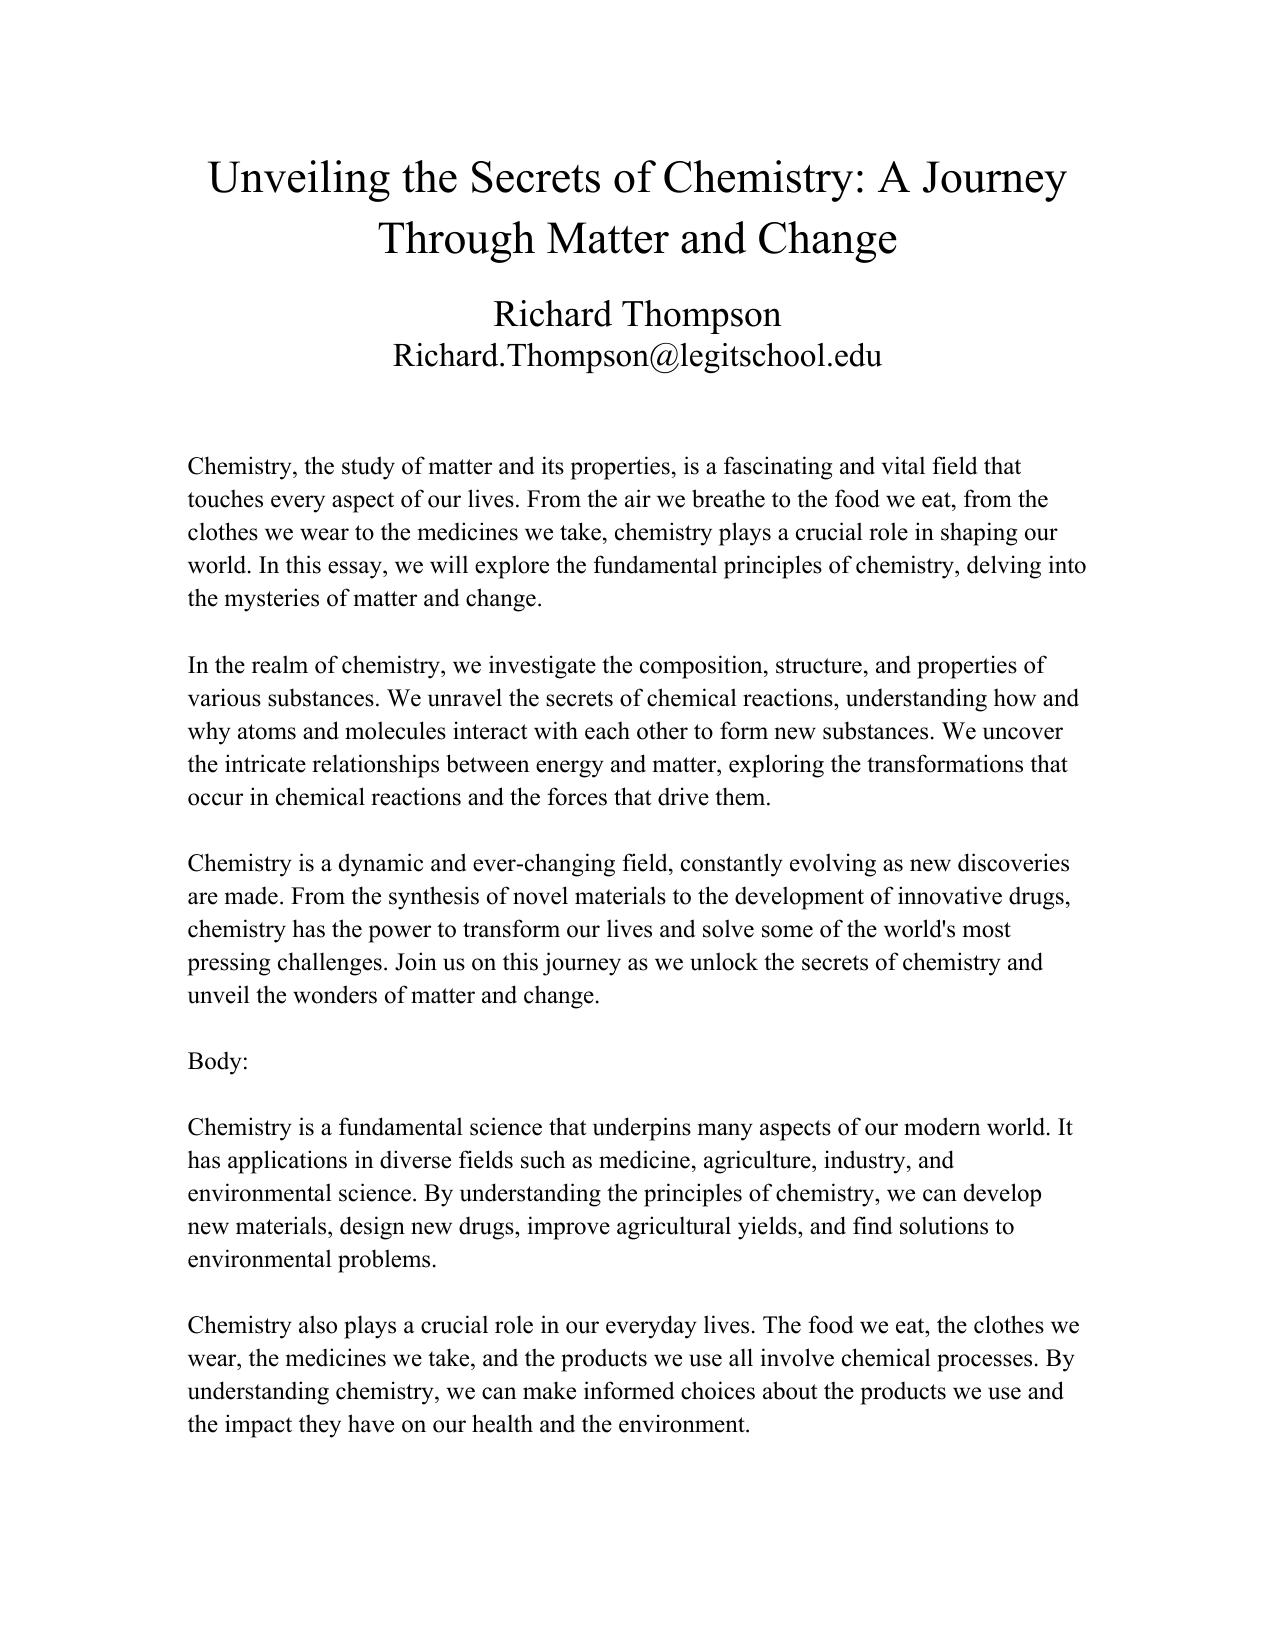 Unveiling the Secrets of Chemistry: A Journey
Through Matter and Change
Richard Thompson
Richard.Thompson@legitschool.edu
Chemistry, the study of matter and its properties, is a fascinating and vital field that
touches every aspect of our lives. From the air we breathe to the food we eat, from the
clothes we wear to the medicines we take, chemistry plays a crucial role in shaping our
world. In this essay, we will explore the fundamental principles of chemistry, delving into
the mysteries of matter and change.
In the realm of chemistry, we investigate the composition, structure, and properties of
various substances. We unravel the secrets of chemical reactions, understanding how and
why atoms and molecules interact with each other to form new substances. We uncover
the intricate relationships between energy and matter, exploring the transformations that
occur in chemical reactions and the forces that drive them.
Chemistry is a dynamic and ever-changing field, constantly evolving as new discoveries
are made. From the synthesis of novel materials to the development of innovative drugs,
chemistry has the power to transform our lives and solve some of the world's most
pressing challenges. Join us on this journey as we unlock the secrets of chemistry and
unveil the wonders of matter and change.
Body:
Chemistry is a fundamental science that underpins many aspects of our modern world. It
has applications in diverse fields such as medicine, agriculture, industry, and
environmental science. By understanding the principles of chemistry, we can develop
new materials, design new drugs, improve agricultural yields, and find solutions to
environmental problems.
Chemistry also plays a crucial role in our everyday lives. The food we eat, the clothes we
wear, the medicines we take, and the products we use all involve chemical processes. By
understanding chemistry, we can make informed choices about the products we use and
the impact they have on our health and the environment.